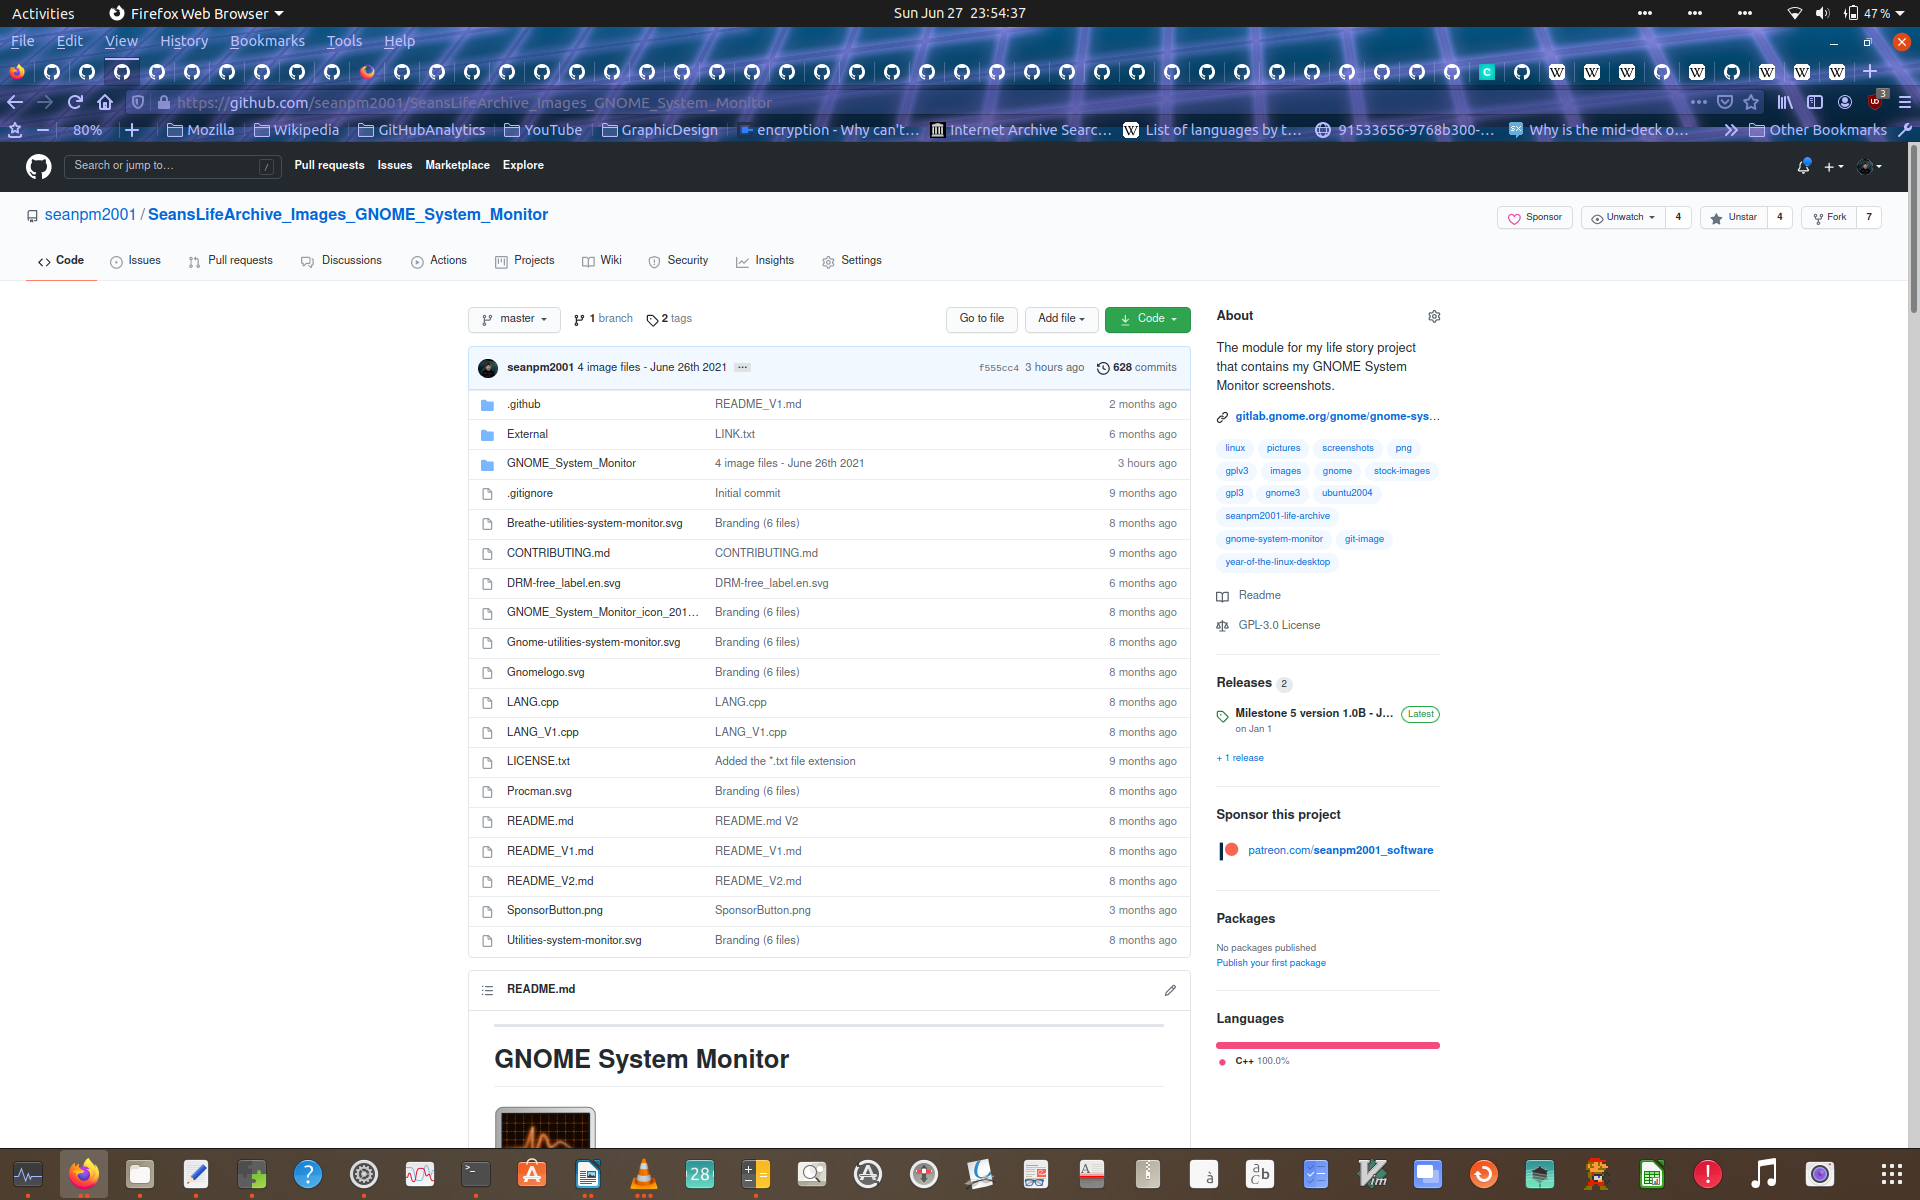 Activities Firefox Web Browser Sun Jun 27 23:54:37 47 %
File Edit View History Bookmarks Tools Help
https://github.com/seanpm2001/SeansLifeArchive_Images_GNOME_System_Monitor 3
80% Mozilla Wikipedia GitHubAnalytics YouTube GraphicDesign encryption - Why can't… Internet Archive Searc… List of languages by t… 91533656-9768b300-… Why is the mid-deck o… Other Bookmarks
Search or jump to… / Pull requests Issues Marketplace Explore
seanpm2001 / SeansLifeArchive_Images_GNOME_System_Monitor Sponsor Unwatch 4 Unstar 4 Fork 7
Code Issues Pull requests Discussions Actions Projects Wiki Security Insights Settings
master 1 branch 2 tags Go to file Add file Code
seanpm2001 4 image files - June 26th 2021 … f555cc4 3 hours ago 628 commits
.github README_V1.md 2 months ago
External LINK.txt 6 months ago
GNOME_System_Monitor 4 image files - June 26th 2021 3 hours ago
.gitignore Initial commit 9 months ago
Breathe-utilities-system-monitor.svg Branding (6 files) 8 months ago
CONTRIBUTING.md CONTRIBUTING.md 9 months ago
DRM-free_label.en.svg DRM-free_label.en.svg 6 months ago
GNOME_System_Monitor_icon_201… Branding (6 files) 8 months ago
Gnome-utilities-system-monitor.svg Branding (6 files) 8 months ago
Gnomelogo.svg Branding (6 files) 8 months ago
LANG.cpp LANG.cpp 8 months ago
LANG_V1.cpp LANG_V1.cpp 8 months ago
LICENSE.txt Added the *.txt file extension 9 months ago
Procman.svg Branding (6 files) 8 months ago
README.md README.md V2 8 months ago
README_V1.md README_V1.md 8 months ago
README_V2.md README_V2.md 8 months ago
SponsorButton.png SponsorButton.png 3 months ago
Utilities-system-monitor.svg Branding (6 files) 8 months ago
README.md
GNOME System Monitor
About
The module for my life story project
that contains my GNOME System
Monitor screenshots.
gitlab.gnome.org/gnome/gnome-sys…
linux pictures screenshots png
gplv3 images gnome stock-images
gpl3 gnome3 ubuntu2004
seanpm2001-life-archive
gnome-system-monitor git-image
year-of-the-linux-desktop
Readme
GPL-3.0 License
Releases 2
Milestone 5 version 1.0B - J… Latest
on Jan 1
+ 1 release
Sponsor this project
patreon.com/seanpm2001_software
Packages
No packages published
Publish your first package
Languages
C++ 100.0%
28